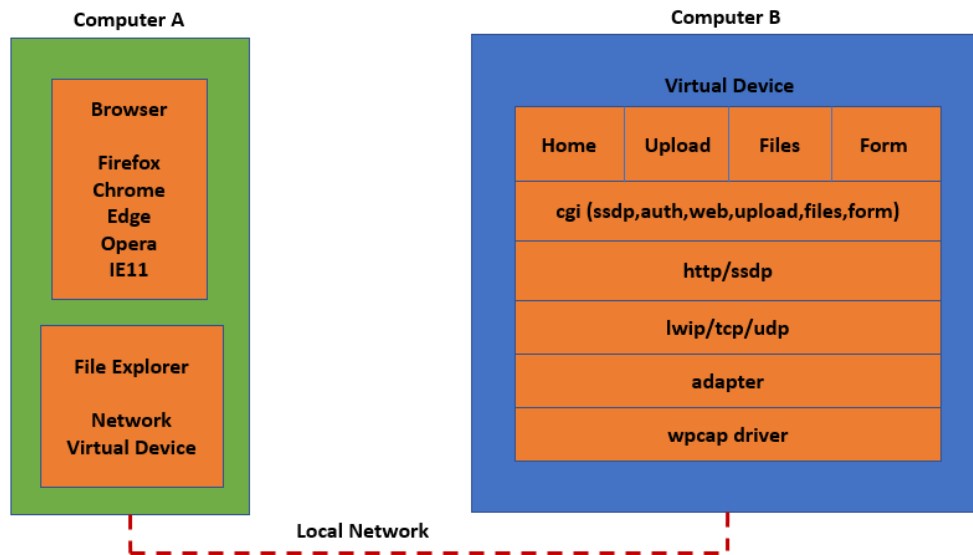 Computer A
Browser
Firefox
Chrome
Edge
Opera
IE11
File Explorer
Network
Virtual Device
Computer B
Virtual Device
Home Upload Files Form
cgi (ssdp,auth,web,upload,files,form)
http/ssdp
lwip/tcp/udp
adapter
wpcap driver
Local Network